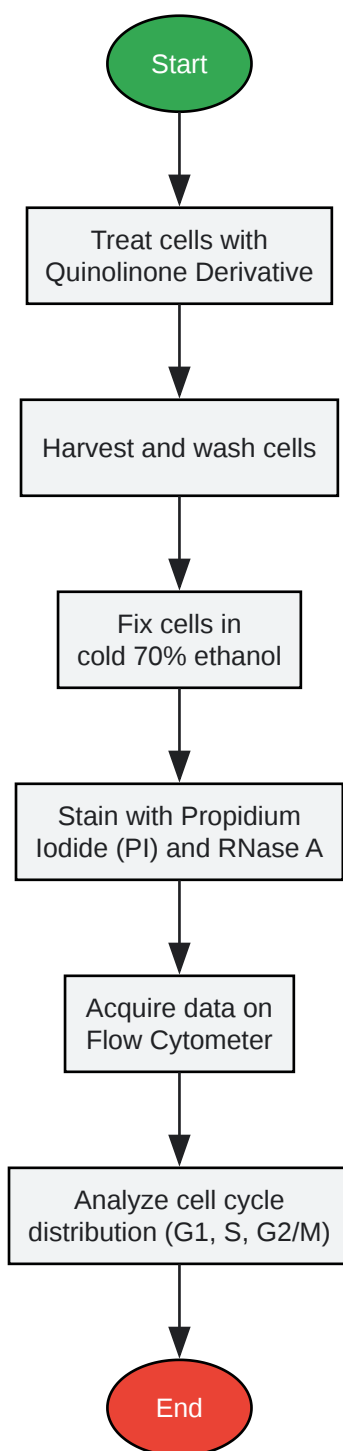 Start
Treat cells with
Quinolinone Derivative
Harvest and wash cells
Fix cells in
cold 70% ethanol
Stain with Propidium
Iodide (PI) and RNase A
Acquire data on
Flow Cytometer
Analyze cell cycle
distribution (G1, S, G2/M)
End